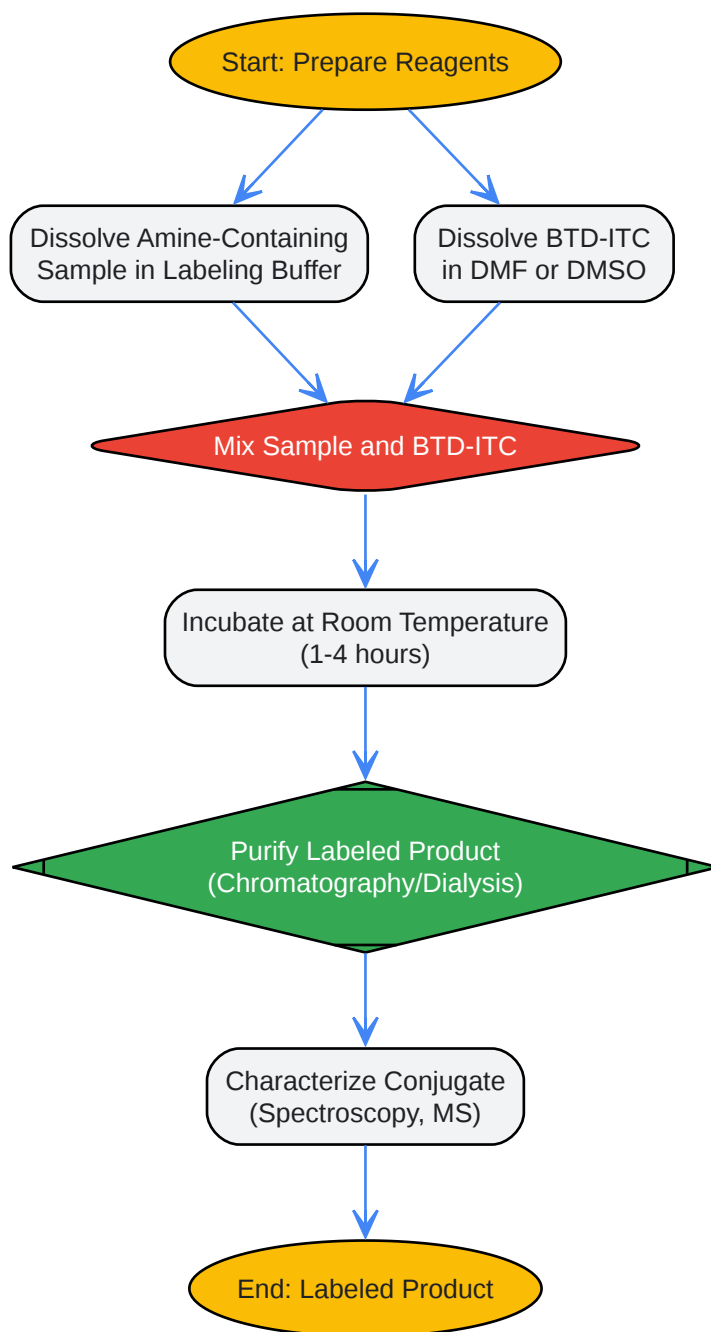 Start: Prepare Reagents
Dissolve Amine-Containing
Sample in Labeling Buffer
Dissolve BTD-ITC
in DMF or DMSO
Mix Sample and BTD-ITC
Incubate at Room Temperature
(1-4 hours)
Purify Labeled Product
(Chromatography/Dialysis)
Characterize Conjugate
(Spectroscopy, MS)
End: Labeled Product